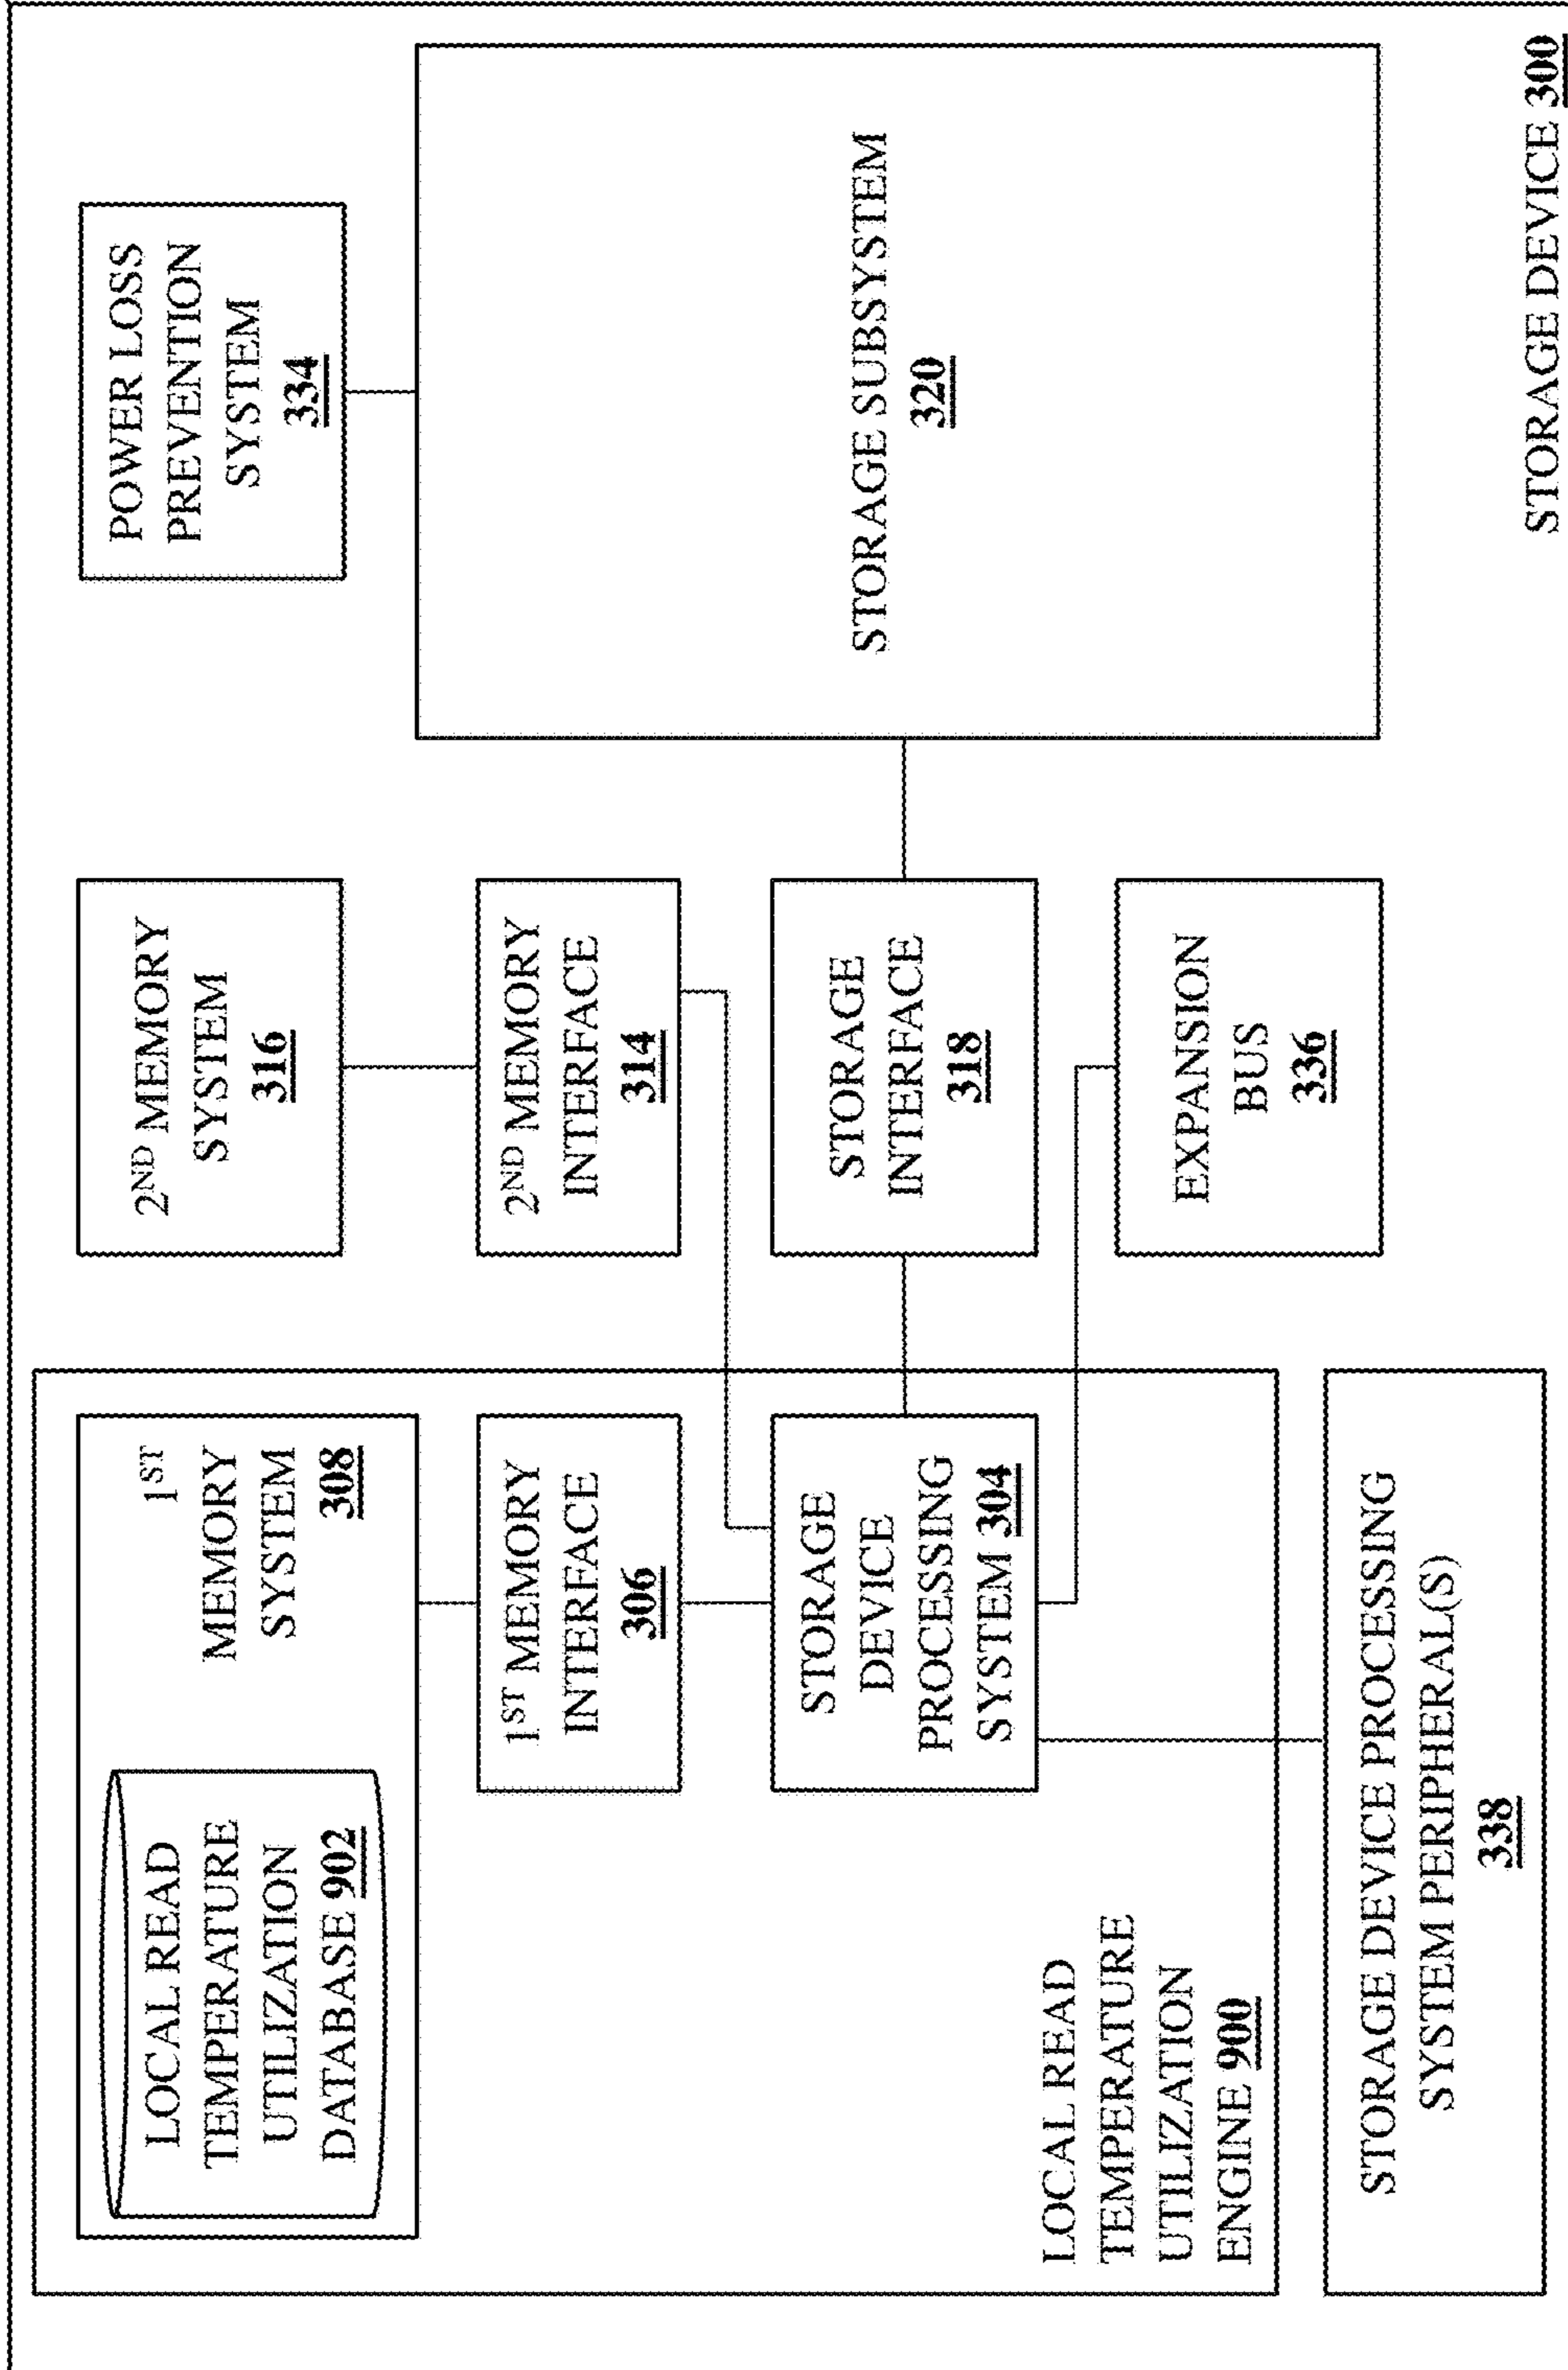 LOCAL READ
TEMPERATURE
UTILIZATION
DATABASE 902
1ST
MEMORY
SYSTEM
308
2ND MEMORY
SYSTEM
316
POWER LOSS
PREVENTION
SYSTEM
334
1ST MEMORY
INTERFACE
306
2ND MEMORY
INTERFACE
314
STORAGE
DEVICE
PROCESSING
SYSTEM 304
STORAGE
INTERFACE
318
STORAGE SUBSYSTEM
320
LOCAL READ
TEMPERATURE
UTILIZATION
ENGINE 900
EXPANSION
BUS
336
STORAGE DEVICE PROCESSING
SYSTEM PERIPHERAL(S)
338
STORAGE DEVICE 300